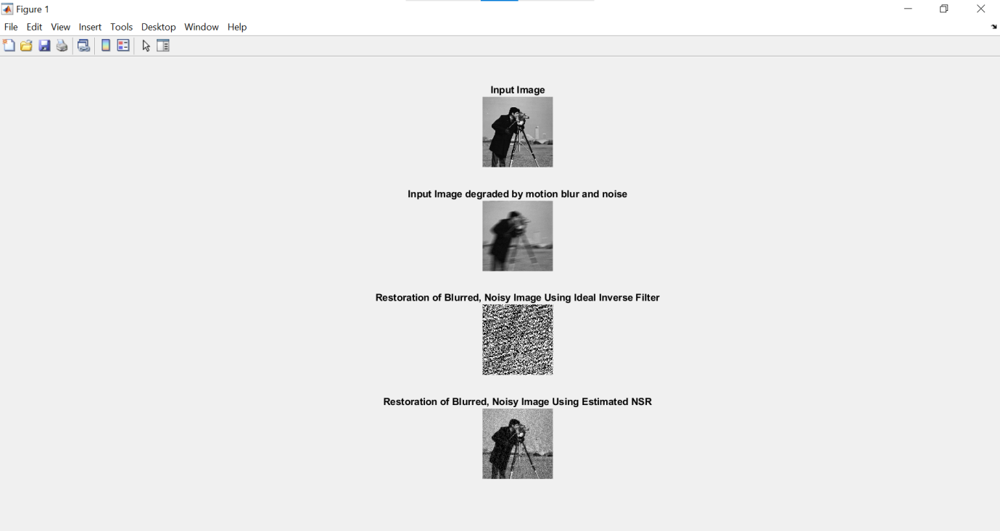 Figure 1
File Edit View Insert Tools Desktop Window Help
Input Image
Input Image degraded by motion blur and noise
Restoration of Blurred, Noisy Image Using Ideal Inverse Filter
Restoration of Blurred, Noisy Image Using Estimated NSR